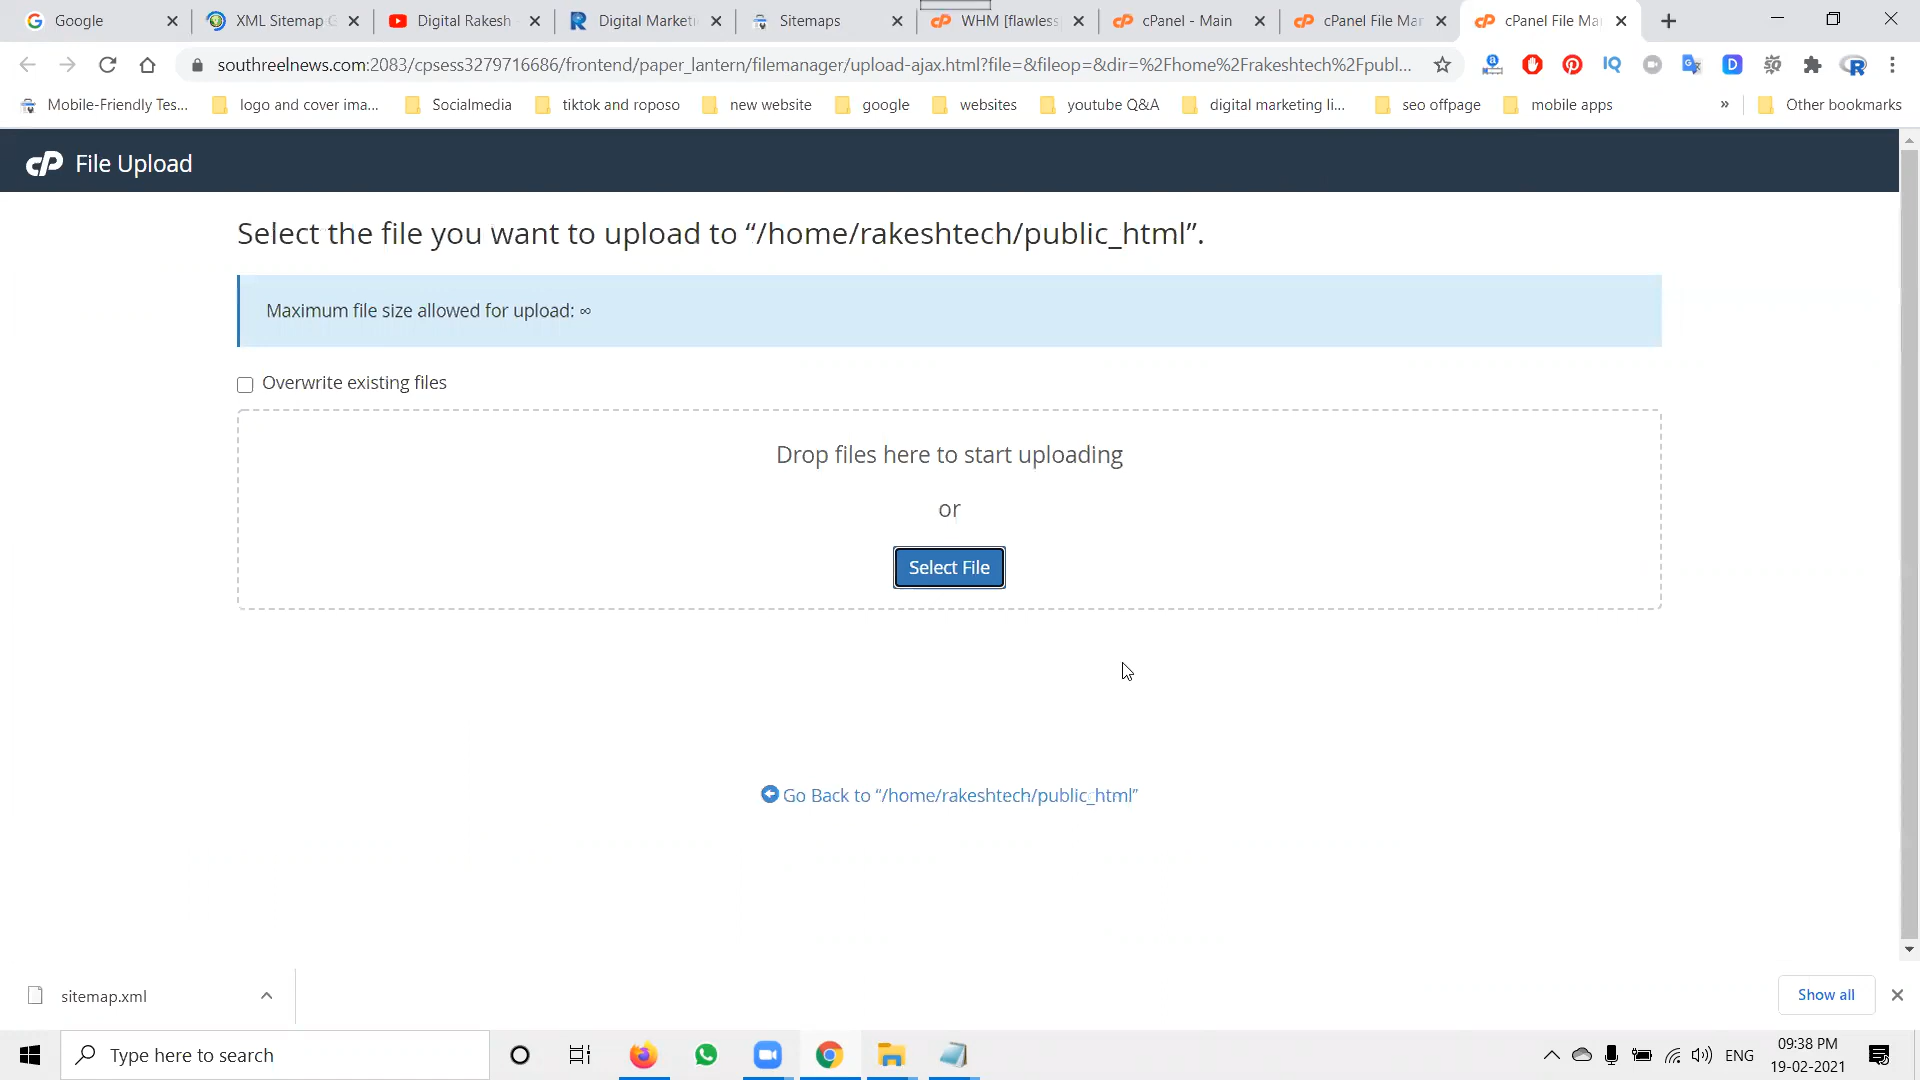 Google
XML Sitemap G
Digital Rakesh
Digital Marketi
Sitemaps
WHM [flawless
cPanel - Main
cPanel File Mar
cPanel File Mar
southreelnews.com:2083/cpsess3279716686/frontend/paper_lantern/filemanager/upload-ajax.html?file=&fileop=&dir=%2Fhome%2Frakeshtech%2Fpubl...
Mobile-Friendly Tes...
logo and cover ima...
Socialmedia
tiktok and roposo
new website
google
websites
youtube Q&A
digital marketing li...
seo offpage
mobile apps
»
Other bookmarks
cP File Upload
Select the file you want to upload to “/home/rakeshtech/public_html”.
Maximum file size allowed for upload: ∞
Overwrite existing files
Drop files here to start uploading
or
Select File
Go Back to “/home/rakeshtech/public_html”
sitemap.xml
Show all
Type here to search
ENG
09:38 PM
19-02-2021